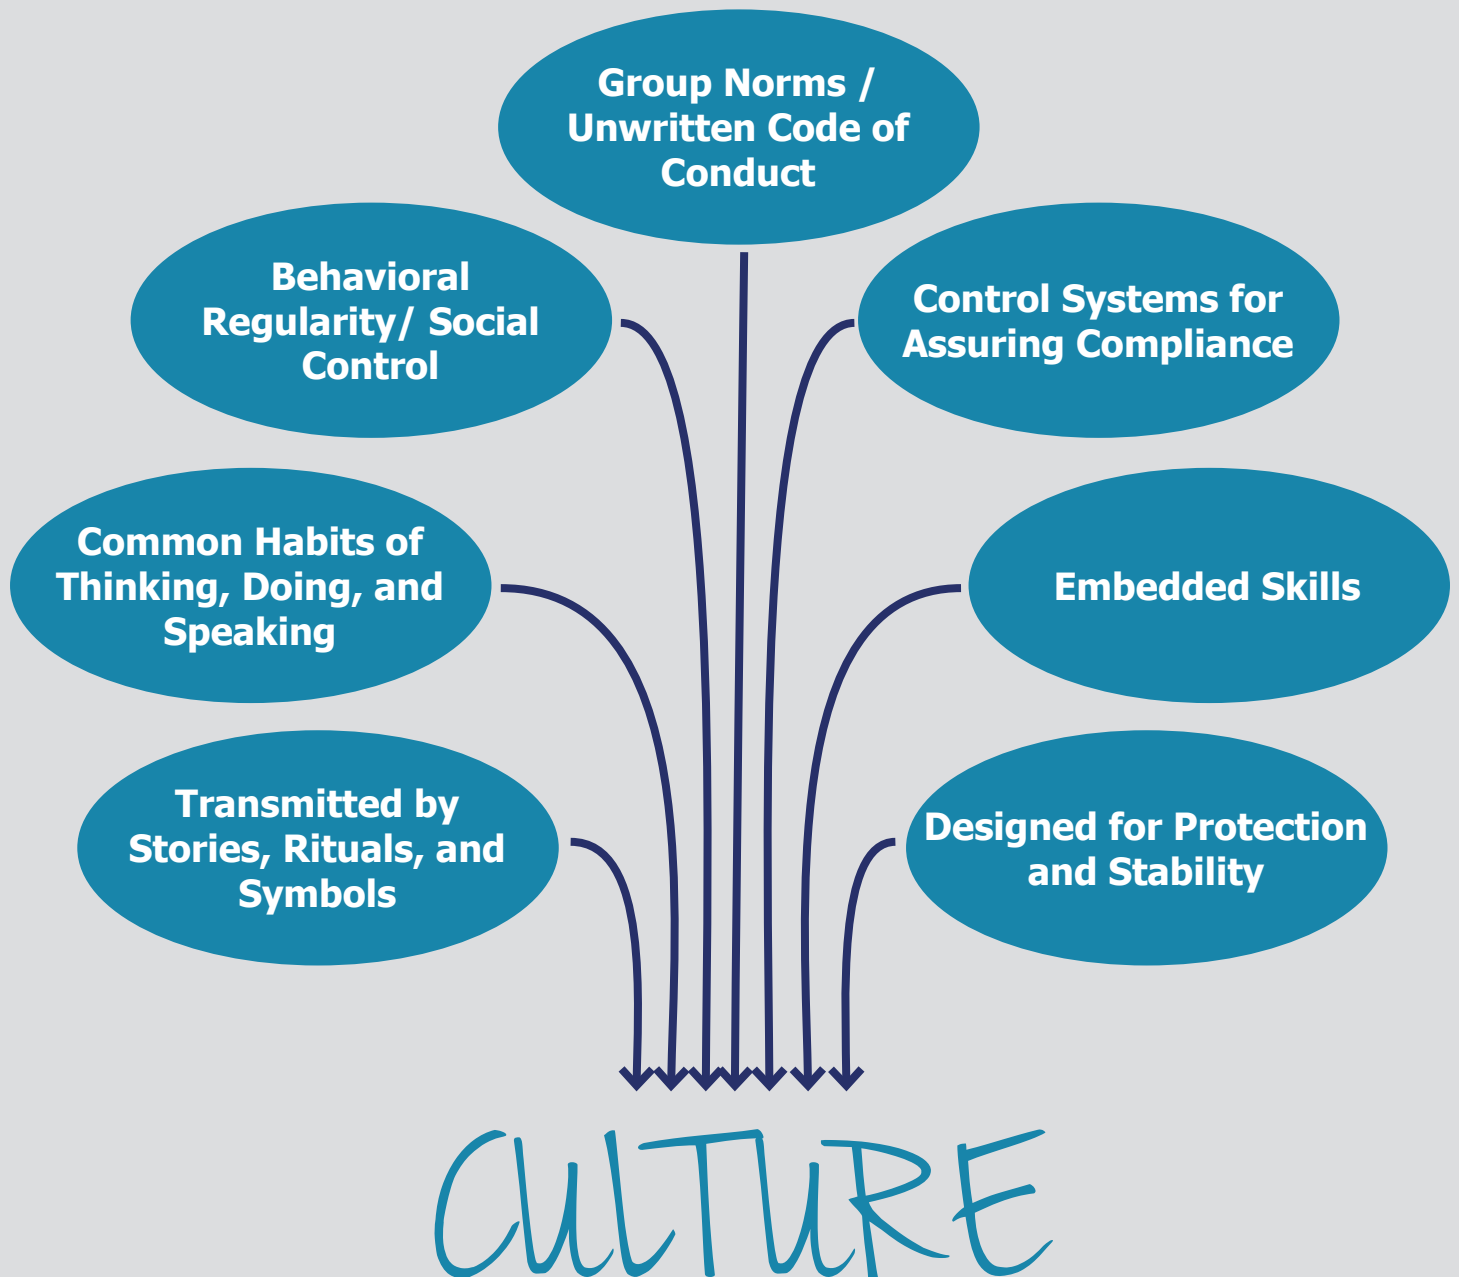 Group Norms /
Unwritten Code of
Conduct
Behavioral
Regularity/ Social
Control
Control Systems for
Assuring Compliance
Common Habits of
Thinking, Doing, and
Speaking
Embedded Skills
Transmitted by
Stories, Rituals, and
Symbols
Designed for Protection
and Stability
CULTURE